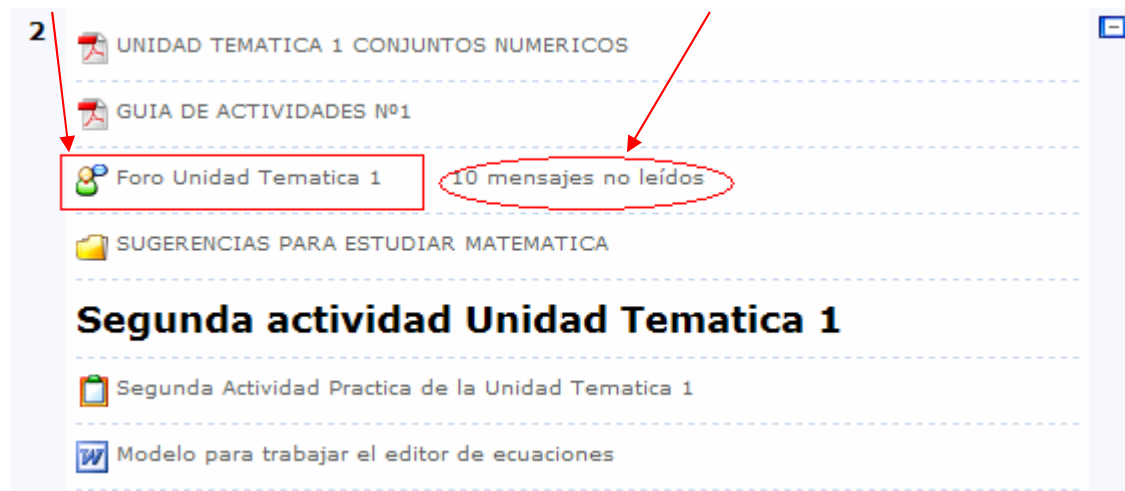 2
UNIDAD TEMATICA 1 CONJUNTOS NUMERICOS
GUIA DE ACTIVIDADES Nº1
Foro Unidad Tematica 1 10 mensajes no leídos
SUGERENCIAS PARA ESTUDIAR MATEMATICA
Segunda actividad Unidad Tematica 1
Segunda Actividad Practica de la Unidad Tematica 1
Modelo para trabajar el editor de ecuaciones